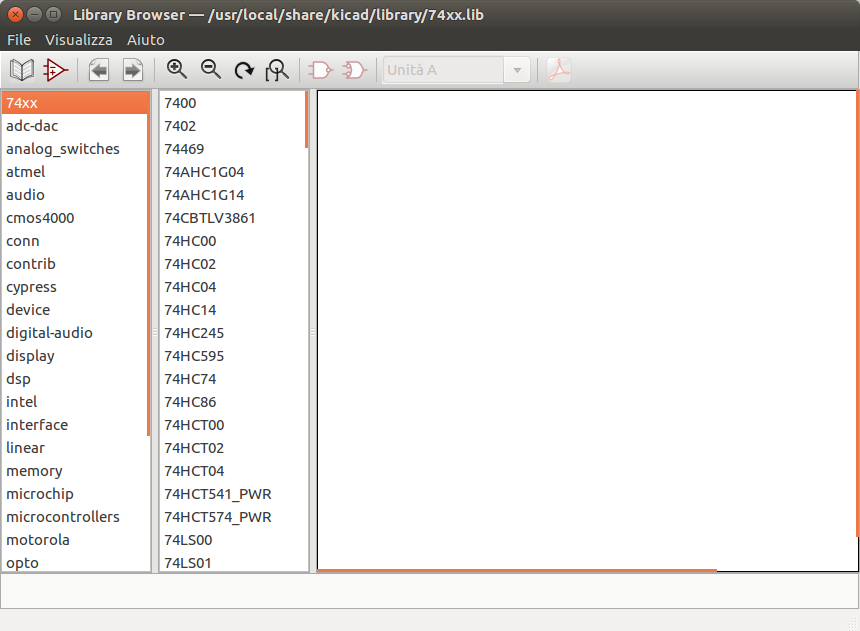 Library Browser — /usr/local/share/kicad/library/74xx.lib
File Visualizza Aiuto
Unità A
74xx
adc-dac
analog_switches
atmel
audio
cmos4000
conn
contrib
cypress
device
digital-audio
display
dsp
intel
interface
linear
memory
microchip
microcontrollers
motorola
opto
7400
7402
74469
74AHC1G04
74AHC1G14
74CBTLV3861
74HC00
74HC02
74HC04
74HC14
74HC245
74HC595
74HC74
74HC86
74HCT00
74HCT02
74HCT04
74HCT541_PWR
74HCT574_PWR
74LS00
74LS01